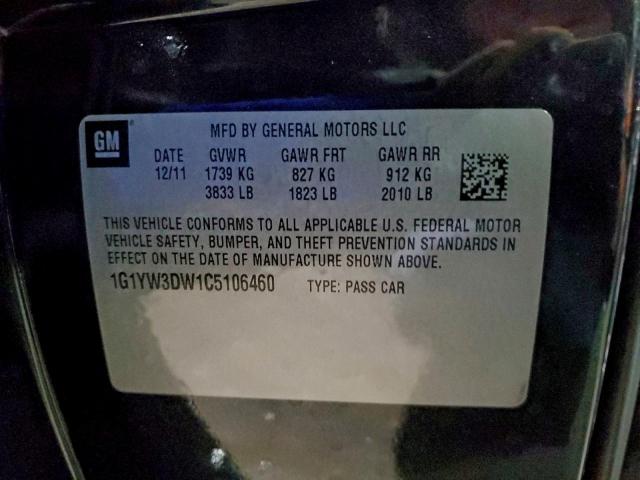 GM
MFD BY GENERAL MOTORS LLC
DATE GVWR GAWR FRT GAWR RR
12/11 1739 KG 827 KG 912 KG
3833 LB 1823 LB 2010 LB
THIS VEHICLE CONFORMS TO ALL APPLICABLE U.S. FEDERAL MOTOR
VEHICLE SAFETY, BUMPER, AND THEFT PREVENTION STANDARDS IN
EFFECT ON THE DATE OF MANUFACTURE SHOWN ABOVE.
1G1YW3DW1C5106460 TYPE: PASS CAR